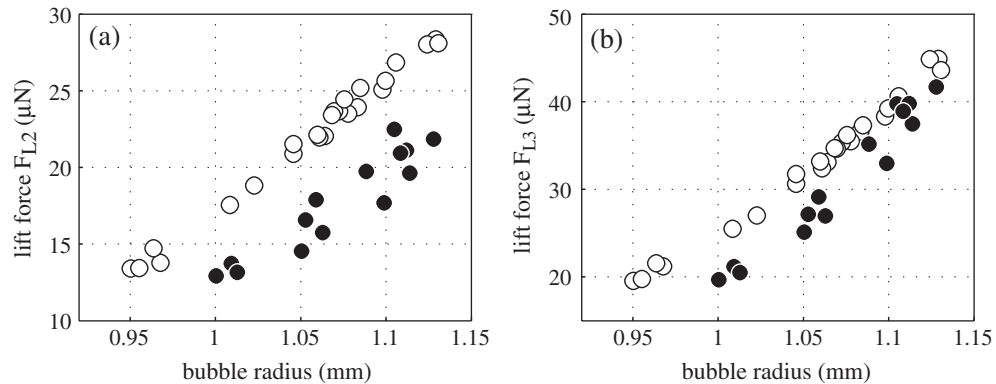 (a)
30
25
20
15
10
lift force F_L2 (µN)
0.95 1 1.05 1.1 1.15
bubble radius (mm)
(b)
50
40
30
20
lift force F_L3 (µN)
0.95 1 1.05 1.1 1.15
bubble radius (mm)